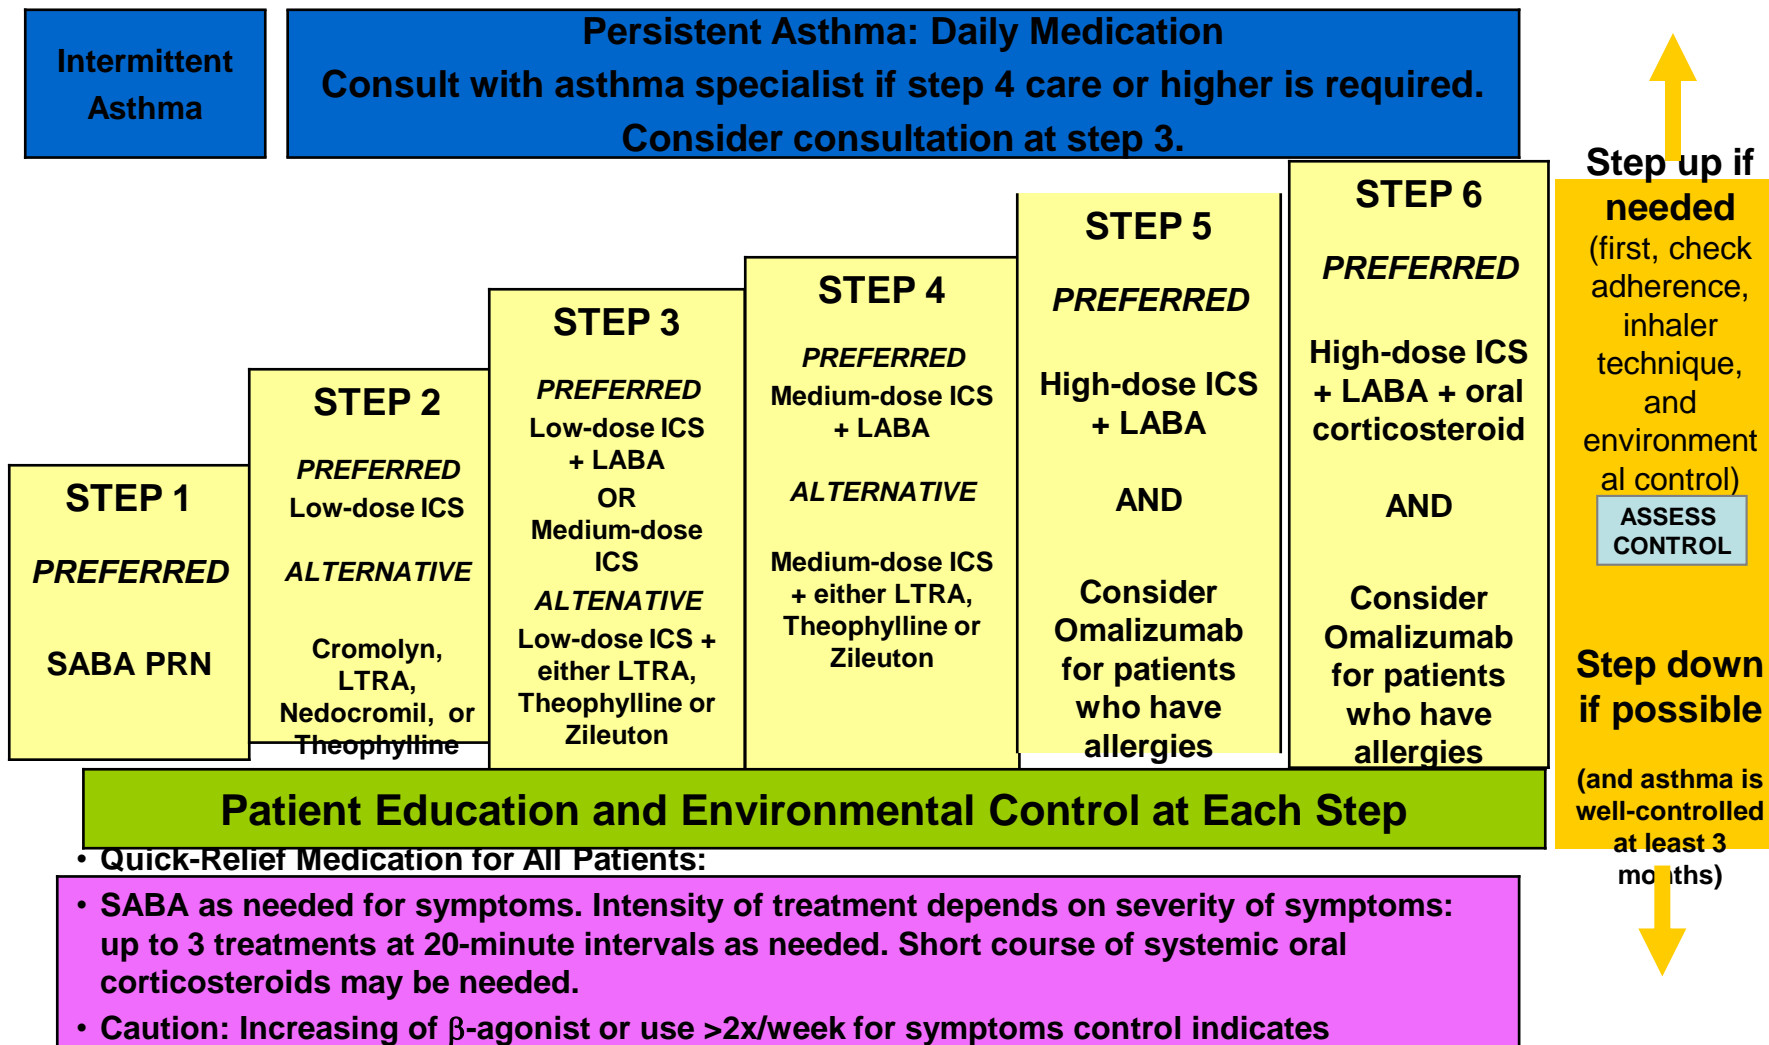 Intermittent
Asthma
Persistent Asthma: Daily Medication
Consult with asthma specialist if step 4 care or higher is required.
Consider consultation at step 3.
STEP 1
PREFERRED
SABA PRN
STEP 2
PREFERRED
Low-dose ICS
ALTERNATIVE
Cromolyn,
LTRA,
Nedocromil, or
Theophylline
STEP 3
PREFERRED
Low-dose ICS
+ LABA
OR
Medium-dose
ICS
ALTENATIVE
Low-dose ICS +
either LTRA,
Theophylline or
Zileuton
STEP 4
PREFERRED
Medium-dose ICS
+ LABA
ALTERNATIVE
Medium-dose ICS
+ either LTRA,
Theophylline or
Zileuton
STEP 5
PREFERRED
High-dose ICS
+ LABA
AND
Consider
Omalizumab
for patients
who have
allergies
STEP 6
PREFERRED
High-dose ICS
+ LABA + oral
corticosteroid
AND
Consider
Omalizumab
for patients
who have
allergies
Step up if
needed
(first, check
adherence,
inhaler
technique,
and
environment
al control)
ASSESS
CONTROL
Step down
if possible
(and asthma is
well-controlled
at least 3
months)
Patient Education and Environmental Control at Each Step
• Quick-Relief Medication for All Patients:
• SABA as needed for symptoms. Intensity of treatment depends on severity of symptoms:
up to 3 treatments at 20-minute intervals as needed. Short course of systemic oral
corticosteroids may be needed.
• Caution: Increasing of β-agonist or use >2x/week for symptoms control indicates